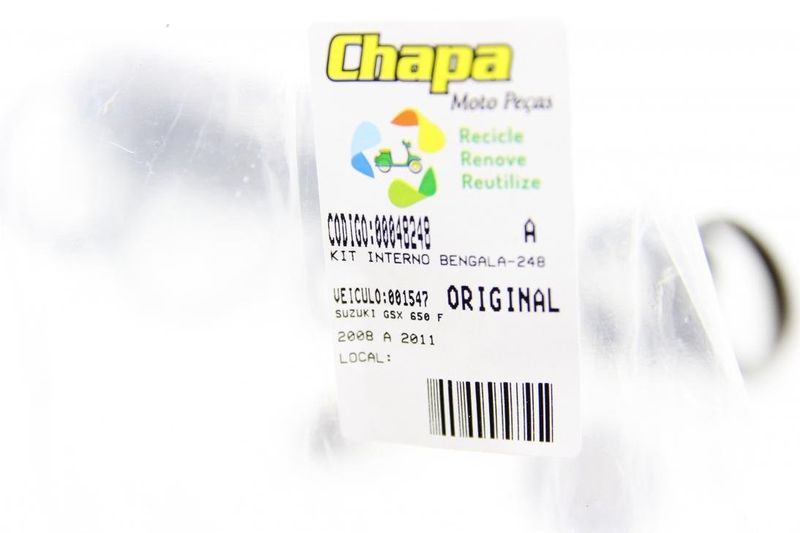 Chapa
Moto Peças
Recicle
Renove
Reutilize
CODIGO:00048248 A
KIT INTERNO BENGALA-248
VEICULO:001547 ORIGINAL
SUZUKI GSX 650 F
2008 A 2011
LOCAL: